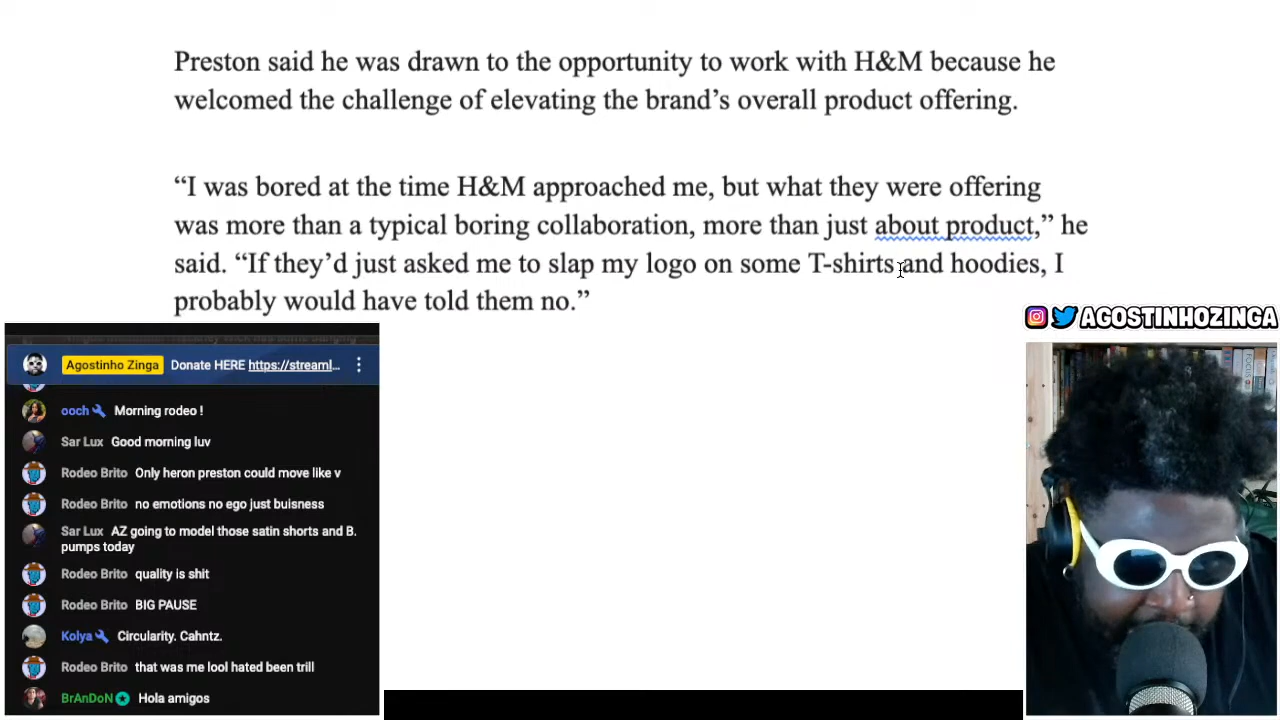 Preston said he was drawn to the opportunity to work with H&M because he
welcomed the challenge of elevating the brand’s overall product offering.
“I was bored at the time H&M approached me, but what they were offering
was more than a typical boring collaboration, more than just about product,” he
said. “If they’d just asked me to slap my logo on some T-shirts and hoodies, I
probably would have told them no.”
AGOSTINHOZINGA
Agostinho Zinga Donate HERE https://streaml...
ooch Morning rodeo !
Sar Lux Good morning luv
Rodeo Brito Only heron preston could move like v
Rodeo Brito no emotions no ego just buisness
Sar Lux AZ going to model those satin shorts and B.
pumps today
Rodeo Brito quality is shit
Rodeo Brito BIG PAUSE
Kolya Circularity. Cahntz.
Rodeo Brito that was me lool hated been trill
BrAnDoN Hola amigos